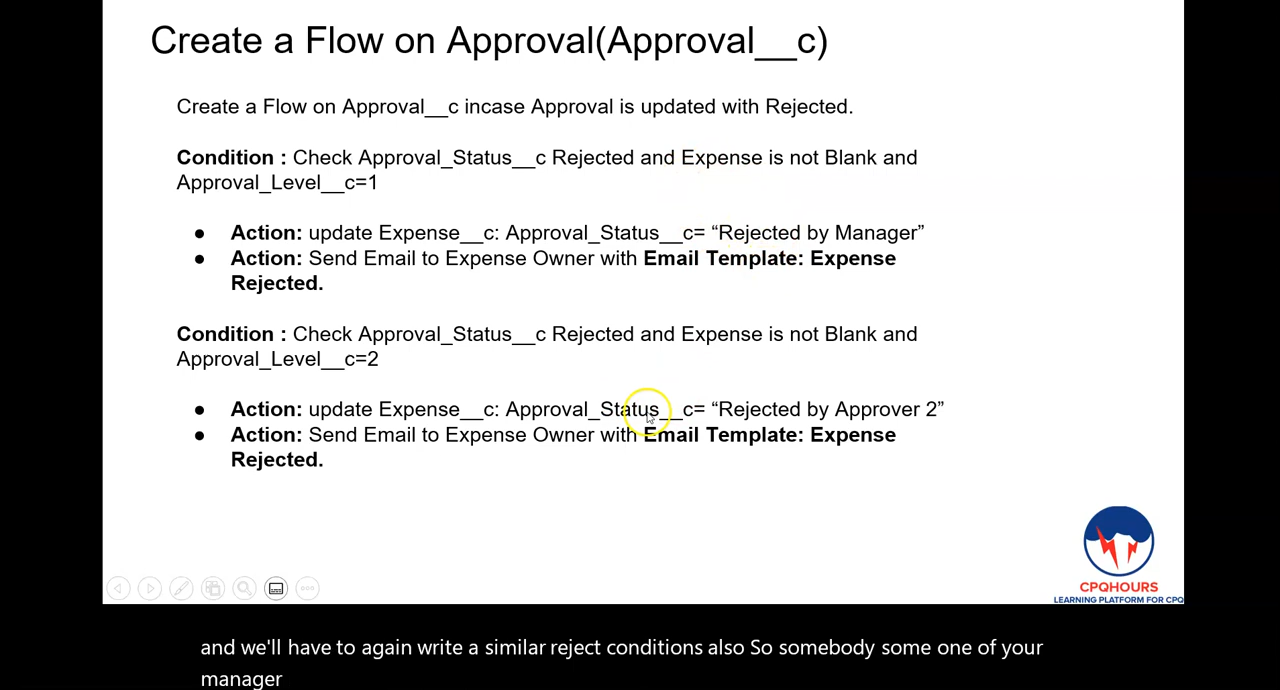 Create a Flow on Approval(Approval__c)
Create a Flow on Approval__c incase Approval is updated with Rejected.
Condition : Check Approval_Status__c Rejected and Expense is not Blank and
Approval_Level__c=1
● Action: update Expense__c: Approval_Status__c= “Rejected by Manager”
● Action: Send Email to Expense Owner with Email Template: Expense
Rejected.
Condition : Check Approval_Status__c Rejected and Expense is not Blank and
Approval_Level__c=2
● Action: update Expense__c: Approval_Status__c= “Rejected by Approver 2”
● Action: Send Email to Expense Owner with Email Template: Expense
Rejected.
CPQHOURS
LEARNING PLATFORM FOR CPQ
and we'll have to again write a similar reject conditions also So somebody some one of your
manager